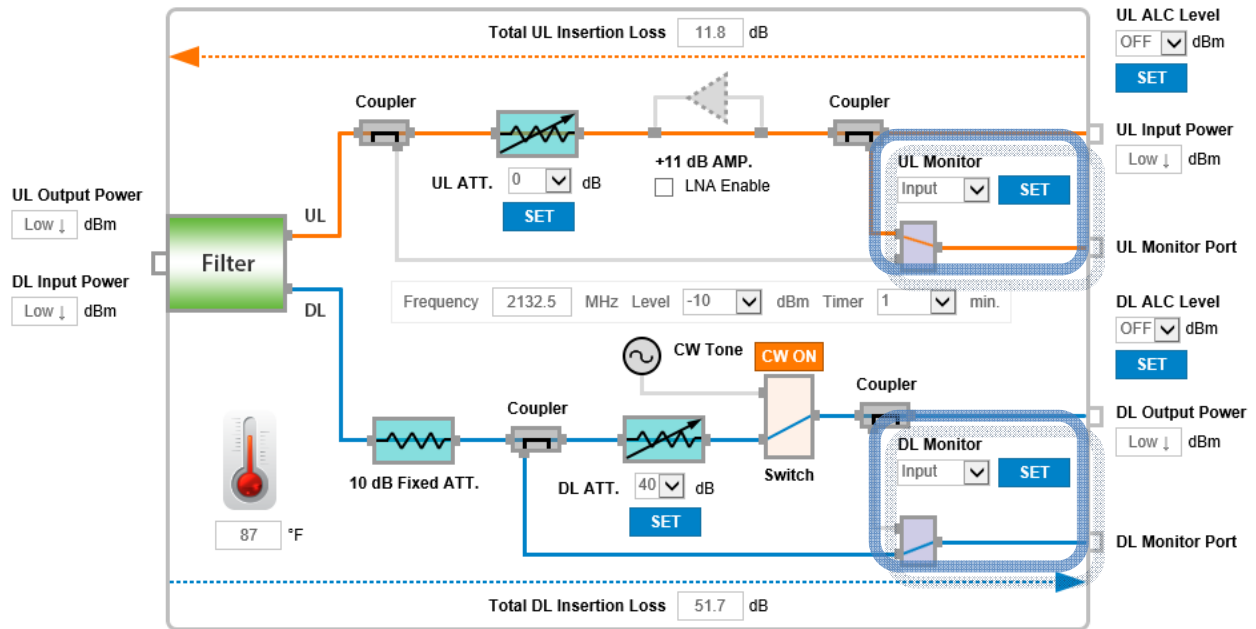 Total UL Insertion Loss 11.8 dB
UL ALC Level
OFF dBm
SET
Coupler
Coupler
UL Input Power
Low ↓ dBm
+11 dB AMP.
LNA Enable
UL Monitor
Input SET
UL ATT. 0 dB
SET
UL Output Power
Low ↓ dBm
UL
Filter
UL Monitor Port
DL Input Power
Low ↓ dBm
DL
Frequency 2132.5 MHz Level -10 dBm Timer 1 min.
DL ALC Level
OFF dBm
SET
CW Tone CW ON
Coupler
Coupler
DL Output Power
Low ↓ dBm
DL Monitor
Input SET
10 dB Fixed ATT.
DL ATT. 40 dB
SET
Switch
87 °F
DL Monitor Port
Total DL Insertion Loss 51.7 dB